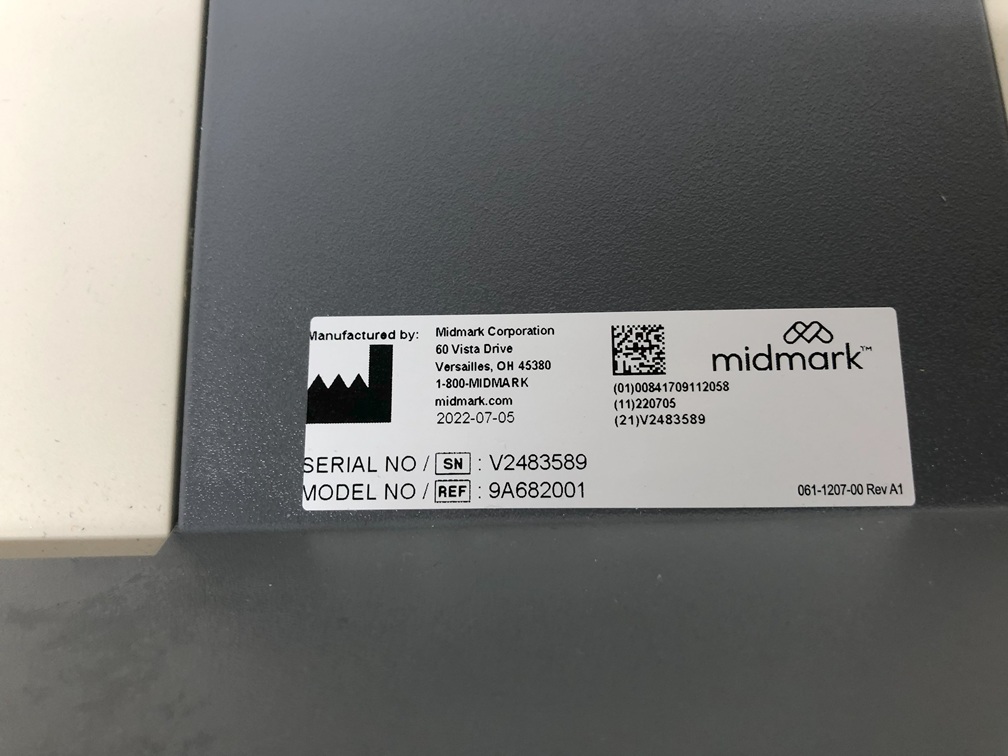 Manufactured by:
Midmark Corporation
60 Vista Drive
Versailles, OH 45380
1-800-MIDMARK
midmark.com
2022-07-05
(01)00841709112058
(11)220705
(21)V2483589
midmark™
SERIAL NO / SN : V2483589
MODEL NO / REF : 9A682001
061-1207-00 Rev A1